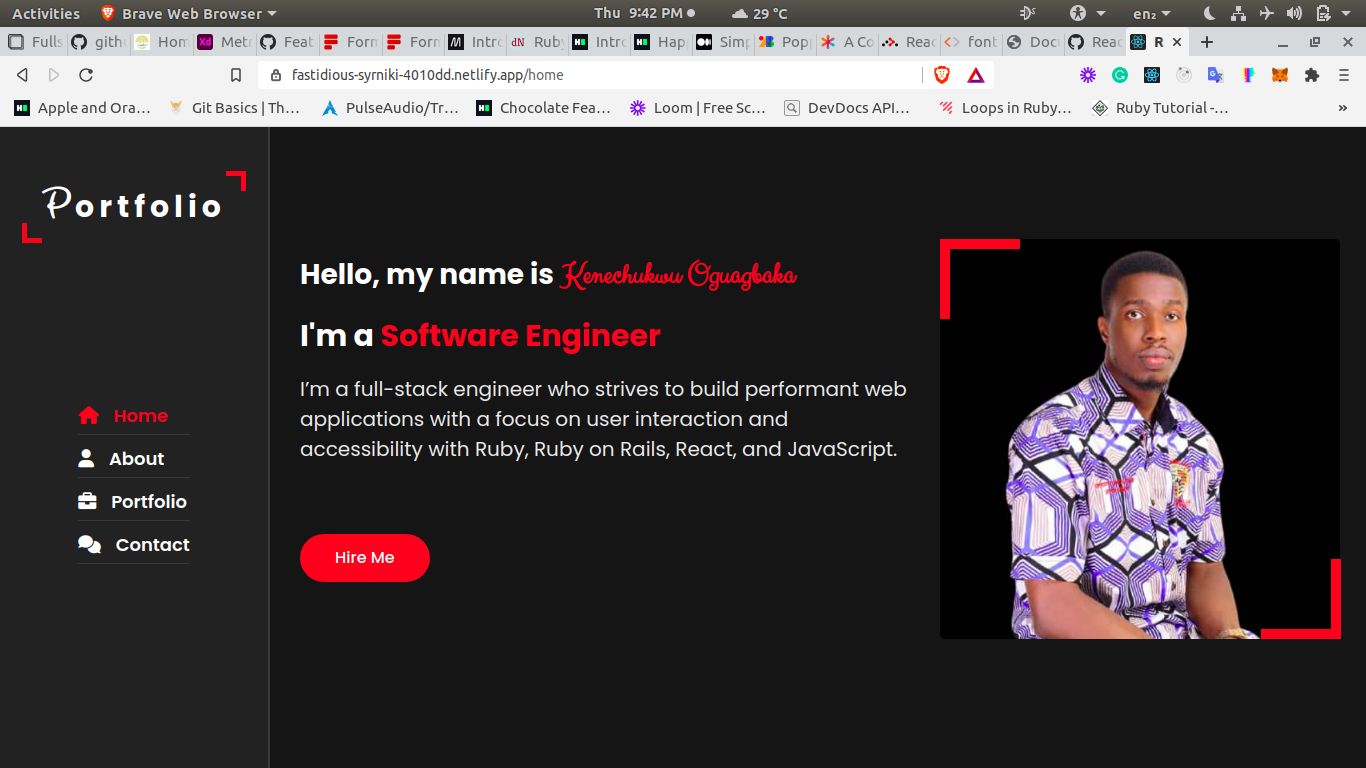 Activities Brave Web Browser Thu 9:42 PM 29 °C en₂
Fulls gith Hom Metr Feat Forn Forn Intro Ruby Intro Hap Simp Popp A Co Reac font Docu Reac R
fastidious-syrniki-4010dd.netlify.app/home
Apple and Ora… Git Basics | Th… PulseAudio/Tr… Chocolate Fea… Loom | Free Sc… DevDocs API… Loops in Ruby… Ruby Tutorial -… »
Portfolio
Hello, my name is Kenechukwu Oguagbaka
I'm a Software Engineer
I’m a full-stack engineer who strives to build performant web
applications with a focus on user interaction and
accessibility with Ruby, Ruby on Rails, React, and JavaScript.
Home
About
Portfolio
Contact
Hire Me